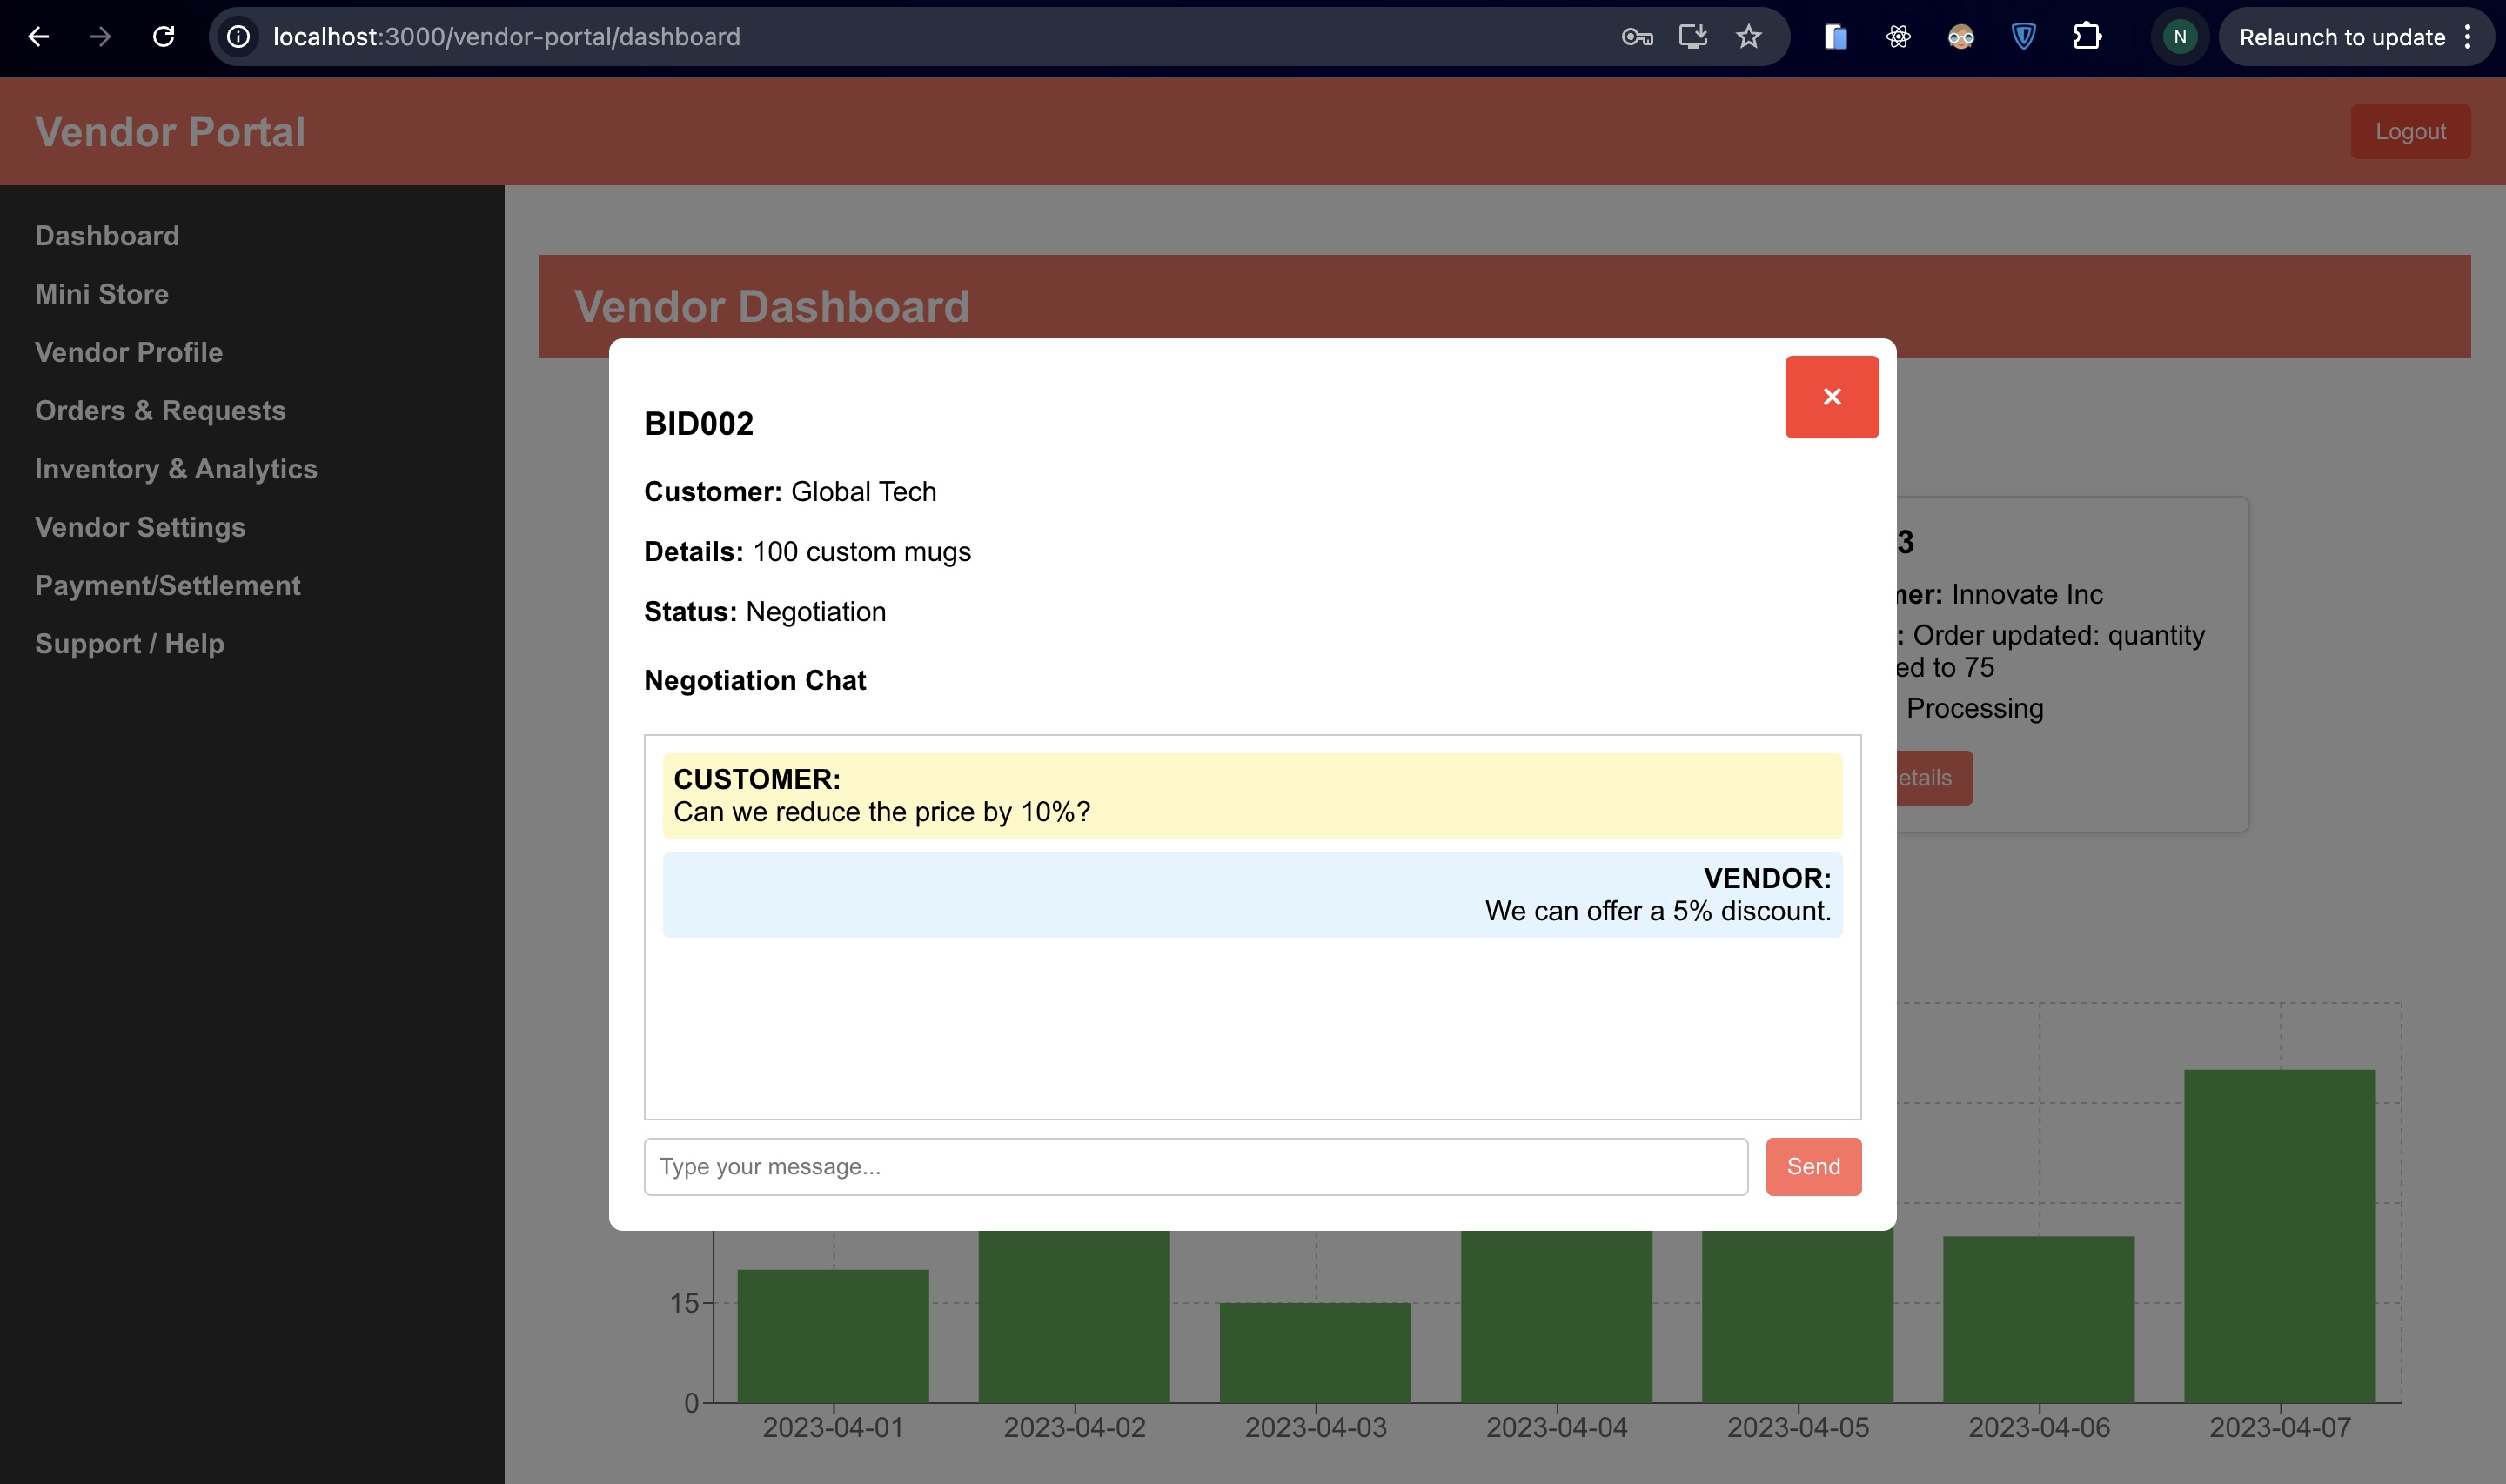 localhost:3000/vendor-portal/dashboard
N
Relaunch to update
Vendor Portal
Logout
Dashboard
Mini Store
Vendor Profile
Orders & Requests
Inventory & Analytics
Vendor Settings
Payment/Settlement
Support / Help
Vendor Dashboard
×
BID002
Customer: Global Tech
Details: 100 custom mugs
Status: Negotiation
Negotiation Chat
CUSTOMER:
Can we reduce the price by 10%?
VENDOR:
We can offer a 5% discount.
Type your message...
Send
3
Innovate Inc
: Order updated: quantity
to 75
Processing
15
0
2023-04-01
2023-04-02
2023-04-03
2023-04-04
2023-04-05
2023-04-06
2023-04-07